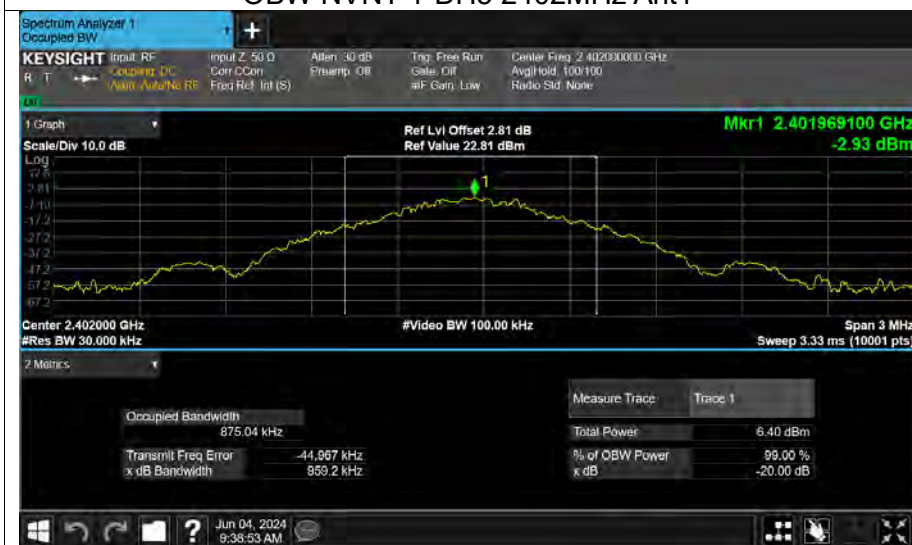 OBW NVNT 1-DH5 2402MHz Ant1
Spectrum Analyzer 1
Occupied BW
KEYSIGHT Input: RF Input Z: 50 Ω Atten: 30 dB Trig: Free Run Center Freq: 2.402000000 GHz
R T Coupling: DC Corr CCorr Preamp: Off Gate: Off Avg|Hold: 100/100
Align: Auto/No RF Freq Ref: Int (S) #IF Gain: Low Radio Std: None
1 Graph
Ref Lvl Offset 2.81 dB
Mkr1 2.401969100 GHz
Scale/Div 10.0 dB Ref Value 22.81 dBm -2.93 dBm
Log
2.81
-7.19
-17.2
-27.2
-37.2
-47.2
-57.2
-67.2
1
Center 2.402000 GHz #Video BW 100.00 kHz Span 3 MHz
#Res BW 30.000 kHz Sweep 3.33 ms (10001 pts)
2 Metrics
Measure Trace Trace 1
Occupied Bandwidth
875.04 kHz Total Power 6.40 dBm
Transmit Freq Error -44.967 kHz % of OBW Power 99.00 %
x dB Bandwidth 959.2 kHz x dB -20.00 dB
? Jun 04, 2024
9:38:53 AM